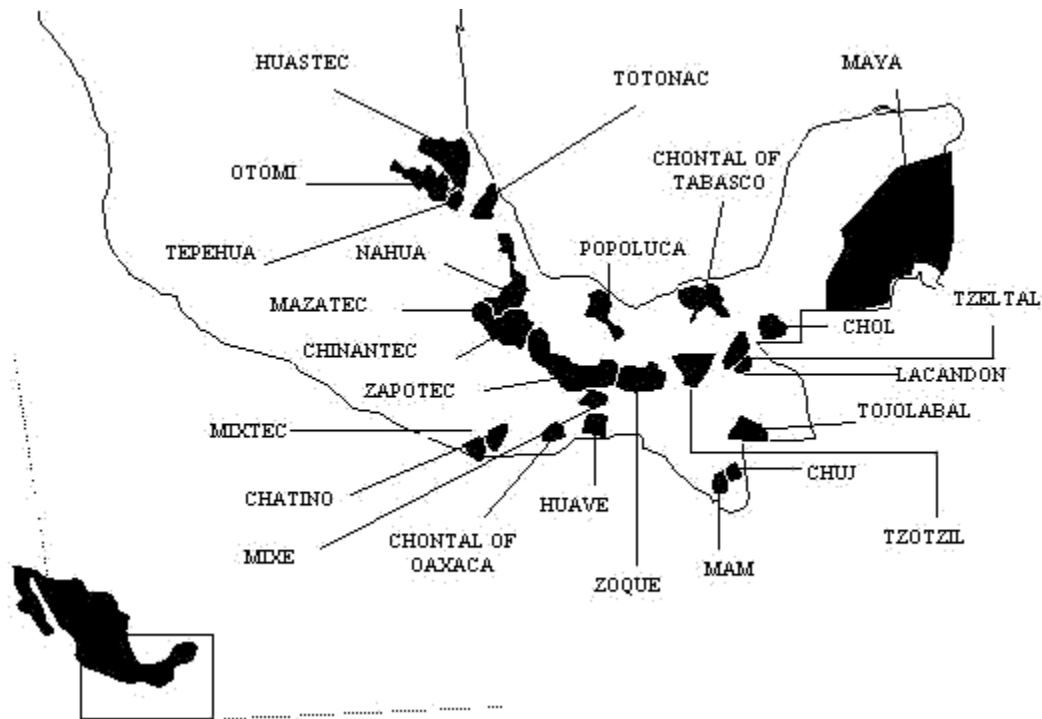 HUASTEC
TOTONAC
MAYA
OTOMI
CHONTAL OF
TABASCO
TEPEHUA
NAHUA
POPOLUCA
MAZATEC
TZELTAL
CHOL
CHINANTEC
ZAPOTEC
LACANDON
TOJOLABAL
MIXTEC
CHUJ
CHATINO
HUAVE
CHONTAL OF
OAXACA
TZOTZIL
MIXE
MAM
ZOQUE